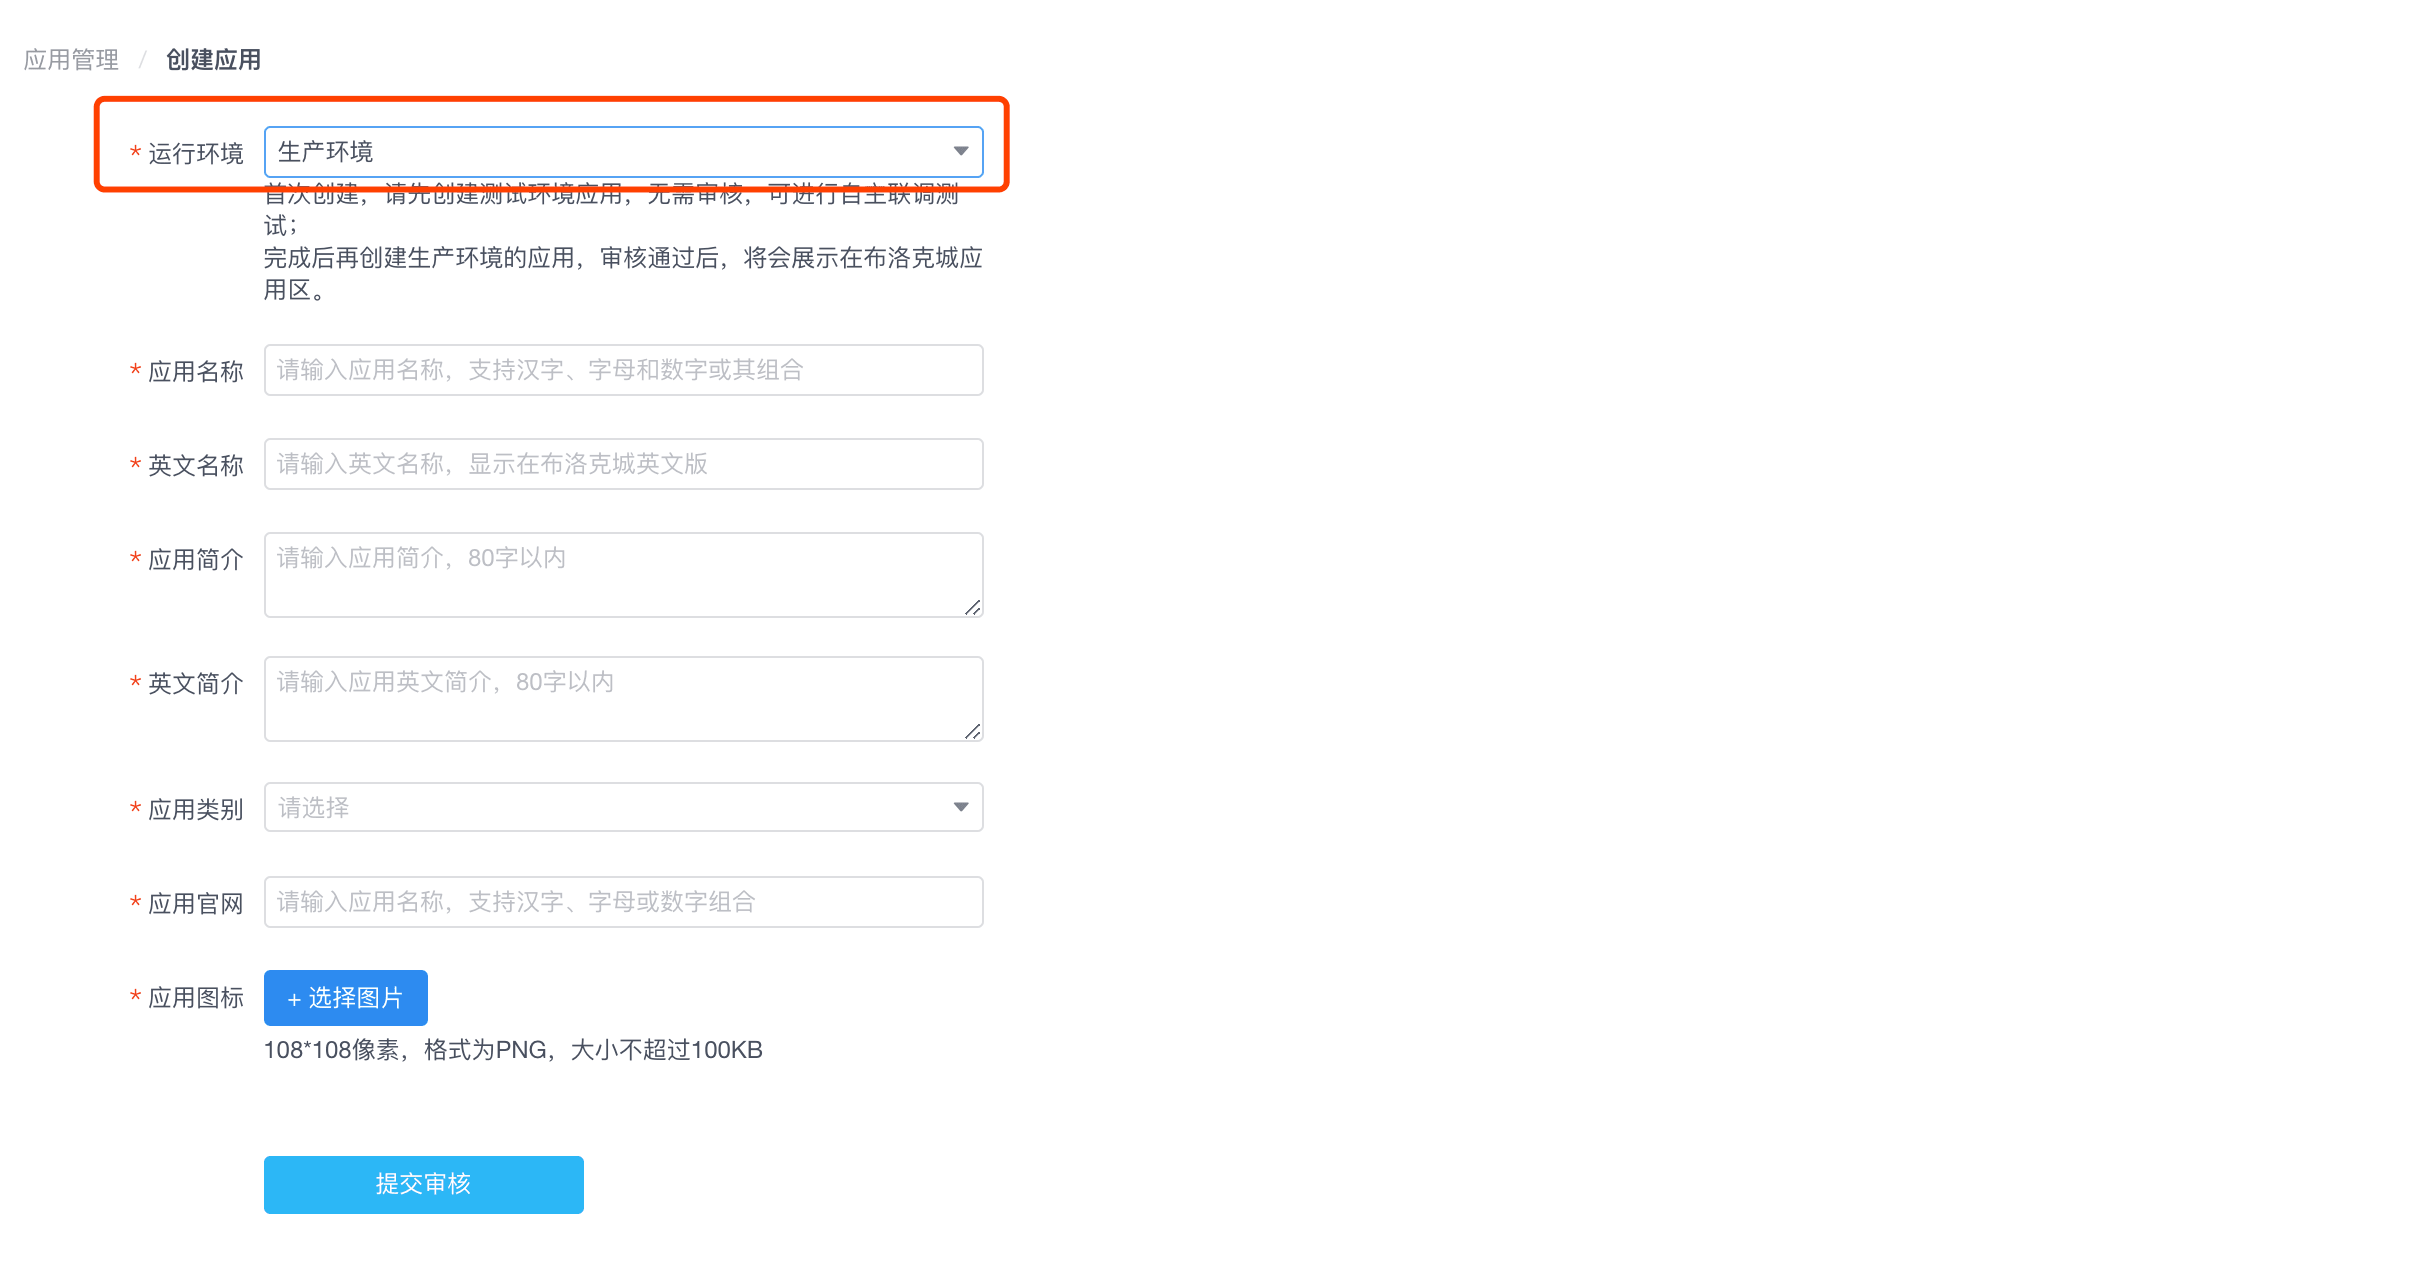 应用管理 / 创建应用
* 运行环境 生产环境
首次创建，请先创建测试环境应用，无需审核，可进行自主联调测
试；
完成后再创建生产环境的应用，审核通过后，将会展示在布洛克城应
用区。
* 应用名称 请输入应用名称，支持汉字、字母和数字或其组合
* 英文名称 请输入英文名称，显示在布洛克城英文版
* 应用简介 请输入应用简介，80字以内
* 英文简介 请输入应用英文简介，80字以内
* 应用类别 请选择
* 应用官网 请输入应用名称，支持汉字、字母或数字组合
* 应用图标 + 选择图片
108*108像素，格式为PNG，大小不超过100KB
提交审核